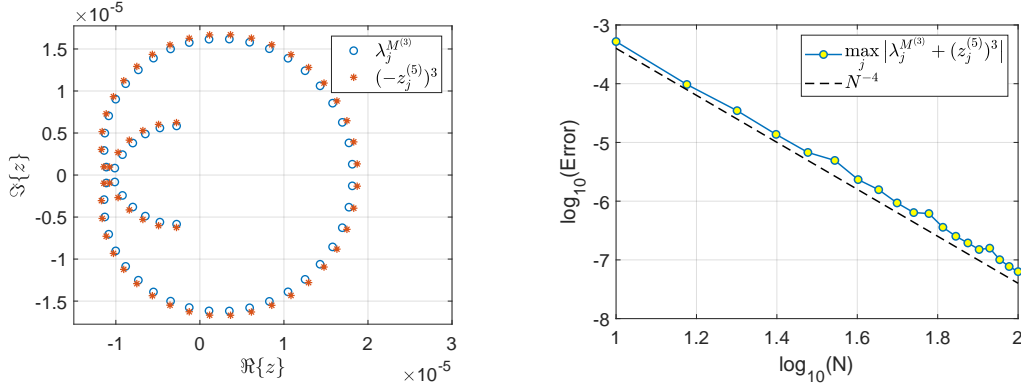 ×10⁻⁵
1.5
1
0.5
0
-0.5
-1
-1.5
ℑ{z}
-1 0 1 2 3
ℜ{z}
×10⁻⁵
λ_j^{M^{(3)}}
(-z_j^{(5)})^3
-3
-4
-5
-6
-7
-8
log₁₀(Error)
1 1.2 1.4 1.6 1.8 2
log₁₀(N)
max_j |λ_j^{M^{(3)}} + (z_j^{(5)})^3|
N^{-4}